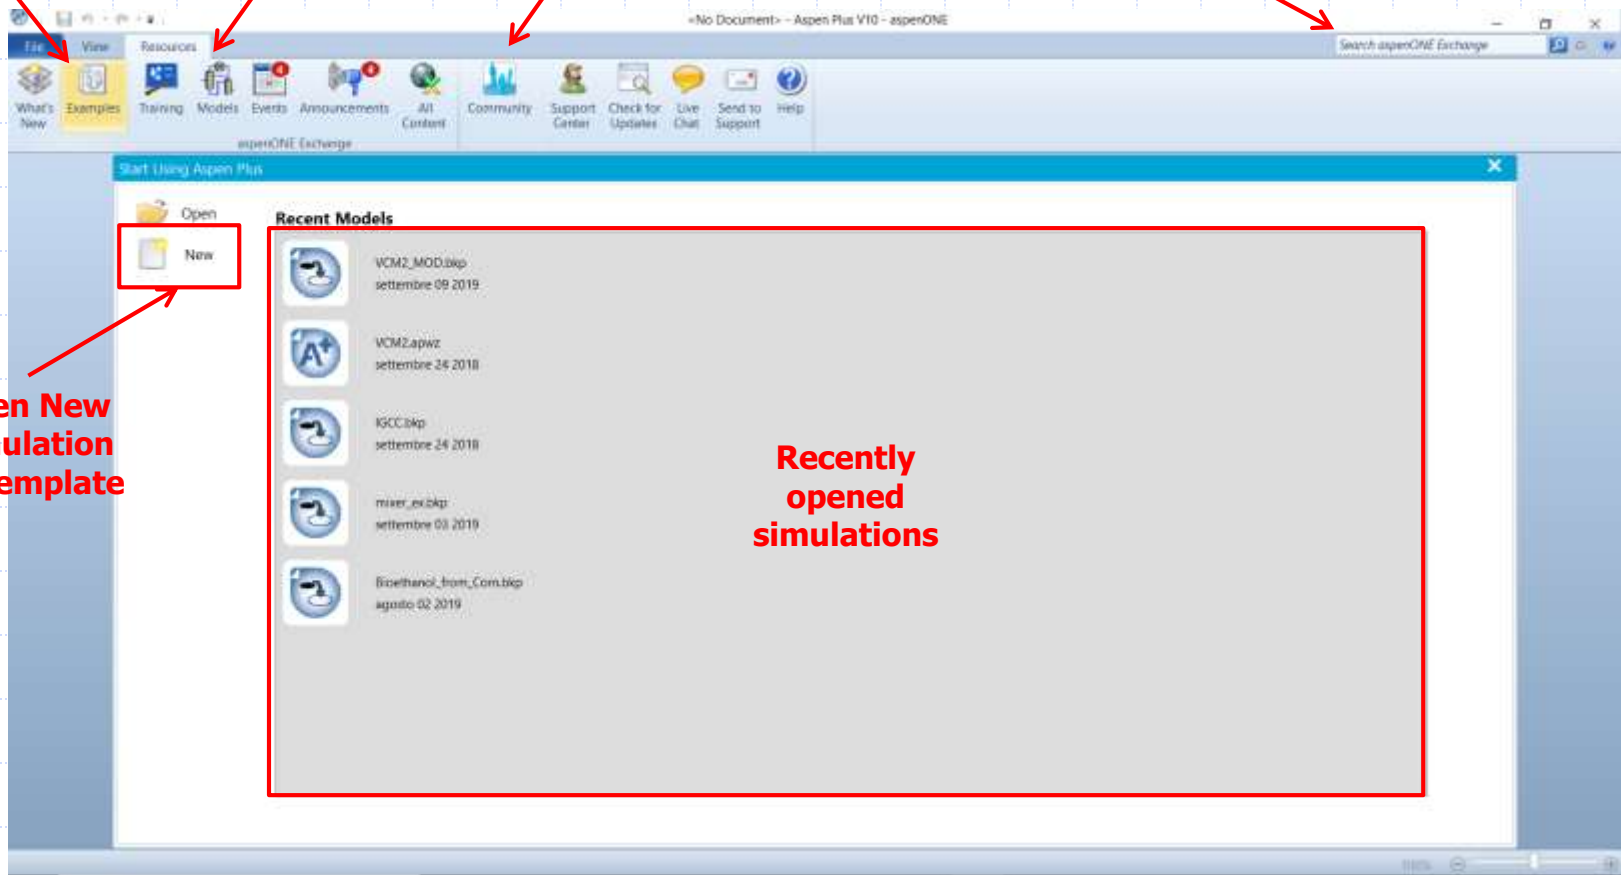 <No Document> - Aspen Plus V10 - aspenONE
File View Resources
Search aspenONE Exchange
What's New
Examples
Training
Models
Events
Announcements
All Content
Community
Support Center
Check for Updates
Live Chat
Send to Support
Help
aspenONE Exchange
Start Using Aspen Plus
Open
New
Recent Models
VCM2_MOD.bkp
settembre 09 2019
VCM2.apwz
settembre 24 2018
IGCC.bkp
settembre 24 2018
mixer_ex.bkp
settembre 03 2019
Bioethanol_from_Corn.bkp
agosto 02 2019
en New
ulation
emplate
Recently
opened
simulations
100%